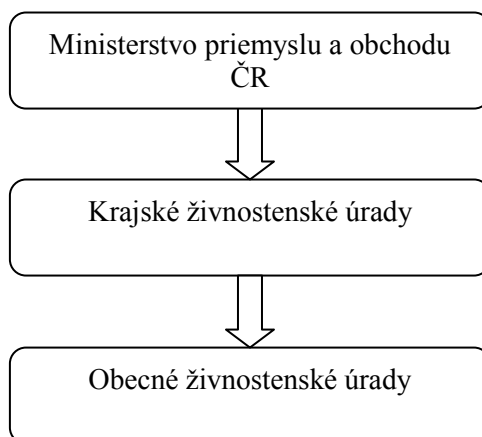 Ministerstvo priemyslu a obchodu
ČR
Krajské živnostenské úrady
Obecné živnostenské úrady